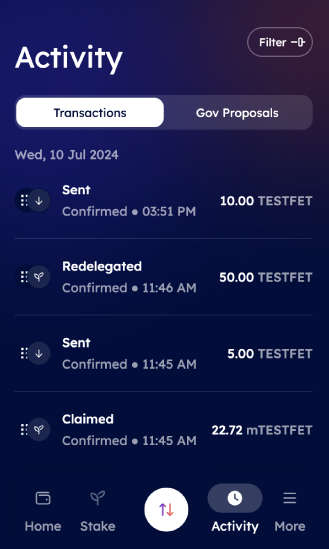 Filter
Activity
Transactions
Gov Proposals
Wed, 10 Jul 2024
Sent
10.00 TESTFET
Confirmed ● 03:51 PM
Redelegated
50.00 TESTFET
Confirmed ● 11:46 AM
Sent
5.00 TESTFET
Confirmed ● 11:45 AM
Claimed
22.72 mTESTFET
Confirmed ● 11:45 AM
Home
Stake
Activity
More